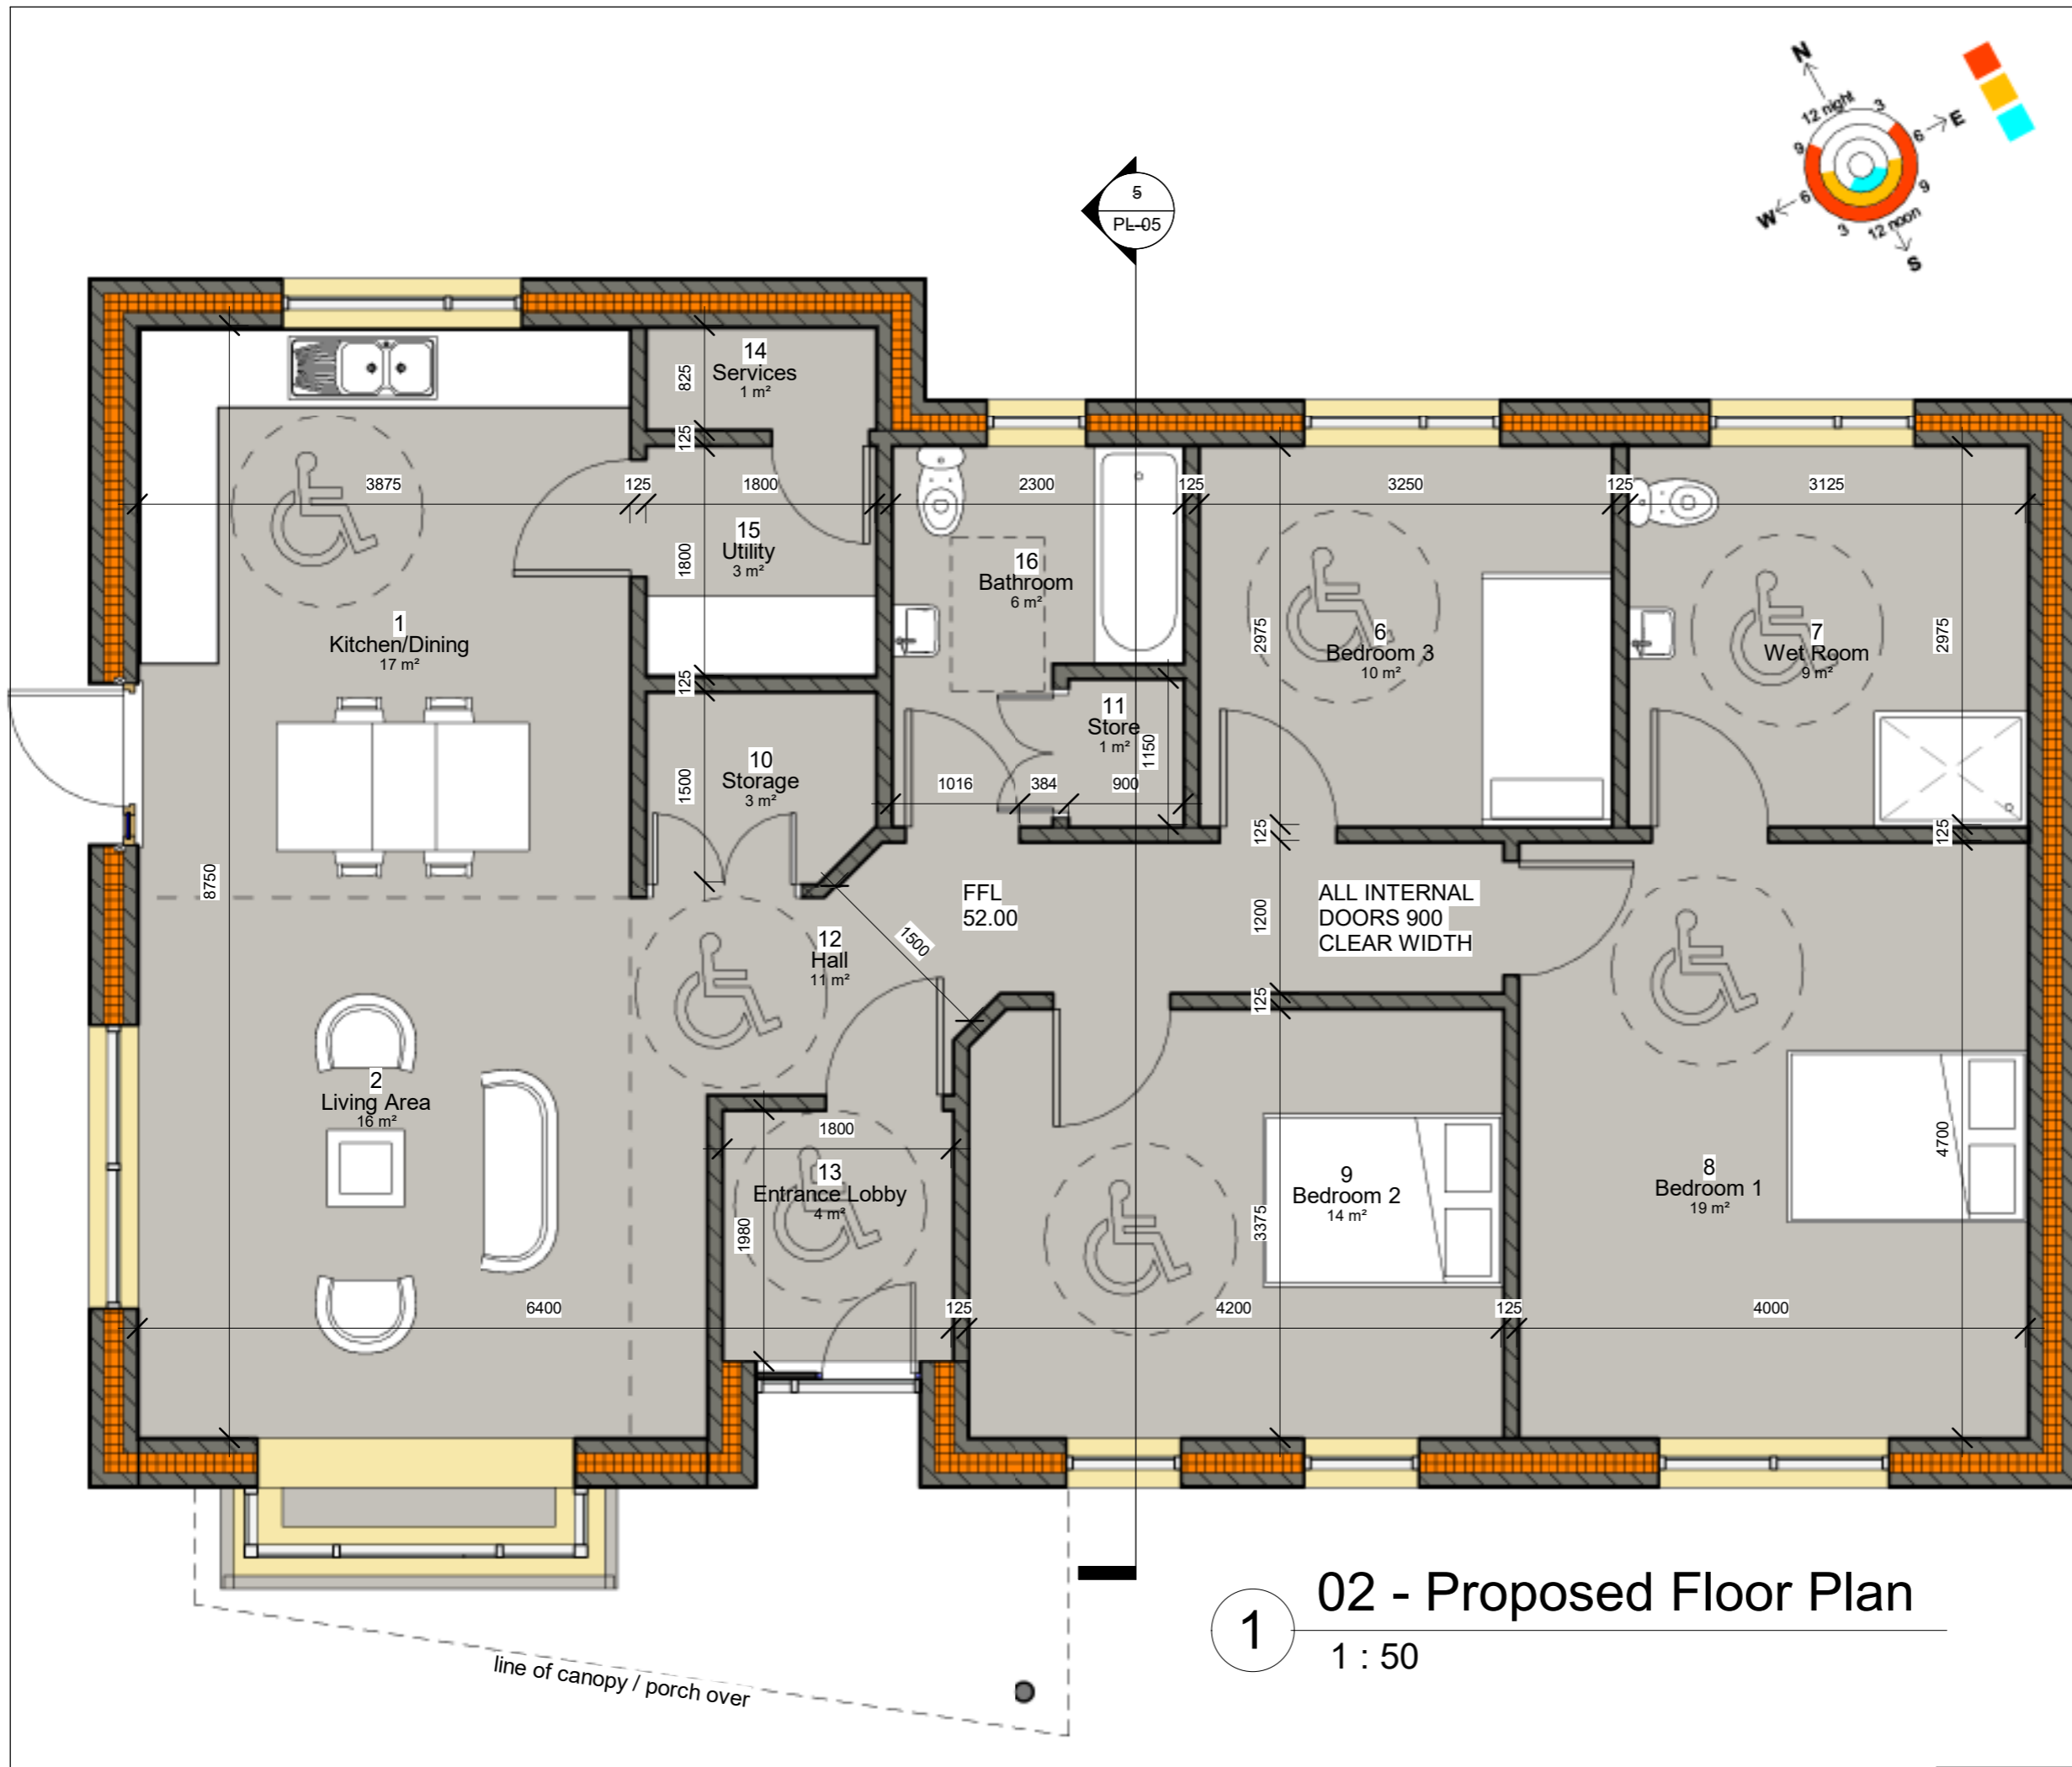 N
12 night
3
6
E
9
9
W
6
3
12 noon
S
5
PL-05
14
Services
1 m²
825
125
3875
125
1800
2300
125
3250
125
3125
15
Utility
3 m²
1800
16
Bathroom
6 m²
2975
6
Bedroom 3
10 m²
7
Wet Room
9 m²
2975
1
Kitchen/Dining
17 m²
125
11
Store
1 m²
1150
10
Storage
3 m²
1500
1016
384
900
125
125
8750
FFL
52.00
ALL INTERNAL
DOORS 900
CLEAR WIDTH
1200
12
Hall
11 m²
1500
125
2
Living Area
16 m²
1800
13
Entrance Lobby
4 m²
1980
9
Bedroom 2
14 m²
3375
8
Bedroom 1
19 m²
4700
6400
125
4200
125
4000
1
02 - Proposed Floor Plan
1 : 50
line of canopy / porch over